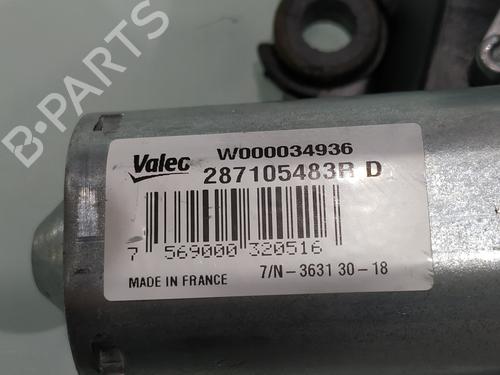 B-PARTS
Valeo W000034936
287105483R D
7 569000 320516
MADE IN FRANCE 7/N - 3631 30 - 18